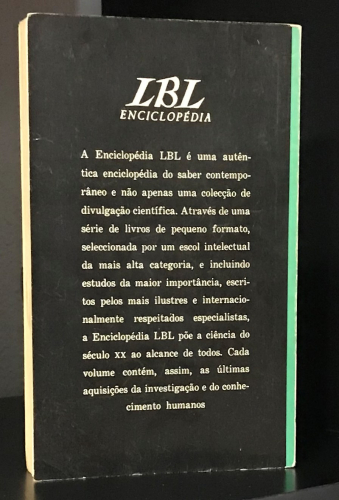 LBL
ENCICLOPÉDIA
A Enciclopédia LBL é uma autên-
tica enciclopédia do saber contempo-
râneo e não apenas uma colecção de
divulgação científica. Através de uma
série de livros de pequeno formato,
seleccionada por um escol intelectual
da mais alta categoria, e incluindo
estudos da maior importância, escri-
tos pelos mais ilustres e internacio-
nalmente respeitados especialistas,
a Enciclopédia LBL põe a ciência do
século XX ao alcance de todos. Cada
volume contém, assim, as últimas
aquisições da investigação e do conhe-
cimento humanos